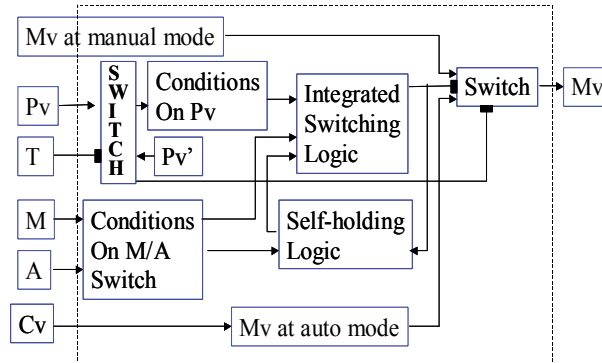 Mv at manual mode
Pv
T
M
A
Cv
SWITCH
Conditions
On Pv
Pv'
Integrated
Switching
Logic
Switch
Mv
Conditions
On M/A
Switch
Self-holding
Logic
Mv at auto mode